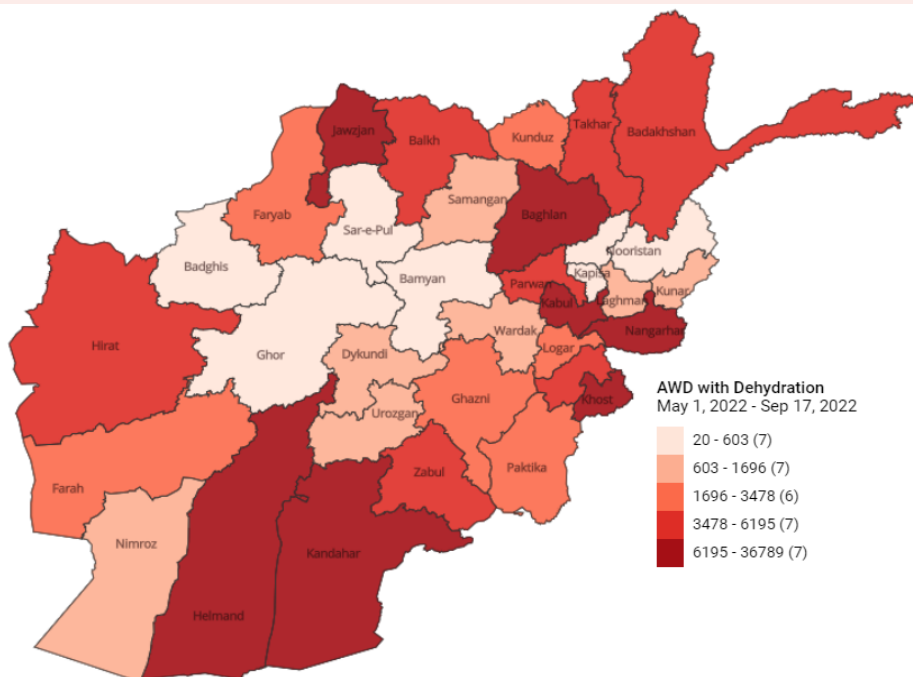 Jawzjan
Balkh
Kunduz
Takhar
Badakhshan
Faryab
Samangan
Baghlan
Sar-e-Pul
Badghis
Bamyan
Nooristan
Kapisa
Parwan
Kabul
Laghman
Kunar
Nangarhar
Hirat
Ghor
Dykundi
Wardak
Logar
Urozgan
Ghazni
Khost
Farah
Zabul
Paktika
Nimroz
Kandahar
Helmand
AWD with Dehydration
May 1, 2022 - Sep 17, 2022
20 - 603 (7)
603 - 1696 (7)
1696 - 3478 (6)
3478 - 6195 (7)
6195 - 36789 (7)